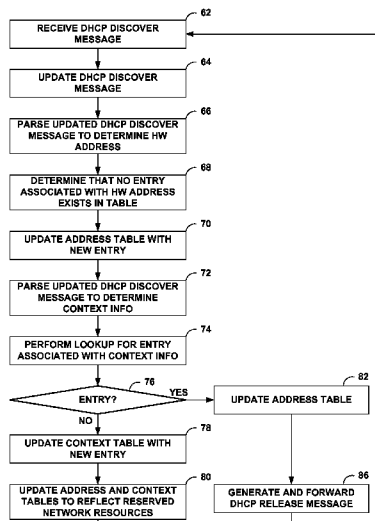 62
RECEIVE DHCP DISCOVER
MESSAGE
64
UPDATE DHCP DISCOVER
MESSAGE
66
PARSE UPDATED DHCP DISCOVER
MESSAGE TO DETERMINE HW
ADDRESS
68
DETERMINE THAT NO ENTRY
ASSOCIATED WITH HW ADDRESS
EXISTS IN TABLE
70
UPDATE ADDRESS TABLE WITH
NEW ENTRY
72
PARSE UPDATED DHCP DISCOVER
MESSAGE TO DETERMINE
CONTEXT INFO
74
PERFORM LOOKUP FOR ENTRY
ASSOCIATED WITH CONTEXT INFO
76
ENTRY?
YES
NO
82
UPDATE ADDRESS TABLE
78
UPDATE CONTEXT TABLE WITH
NEW ENTRY
80
UPDATE ADDRESS AND CONTEXT
TABLES TO REFLECT RESERVED
NETWORK RESOURCES
86
GENERATE AND FORWARD
DHCP RELEASE MESSAGE